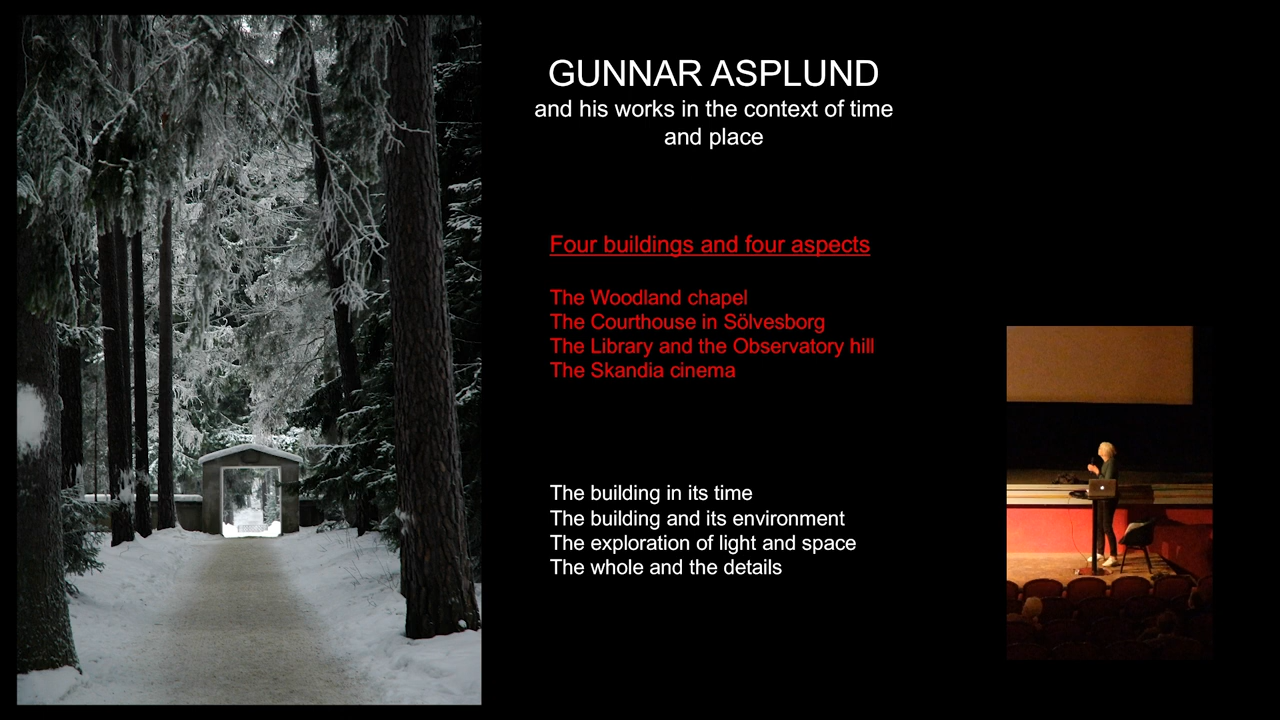 GUNNAR ASPLUND
and his works in the context of time
and place
Four buildings and four aspects
The Woodland chapel
The Courthouse in Sölvesborg
The Library and the Observatory hill
The Skandia cinema
The building in its time
The building and its environment
The exploration of light and space
The whole and the details